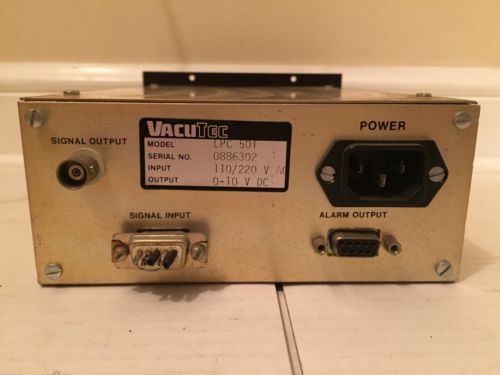 VACUTEC
MODEL LPC 501
SERIAL NO. 0886302
INPUT 110/220 V AC
OUTPUT 0-10 V DC
SIGNAL OUTPUT
POWER
SIGNAL INPUT
ALARM OUTPUT